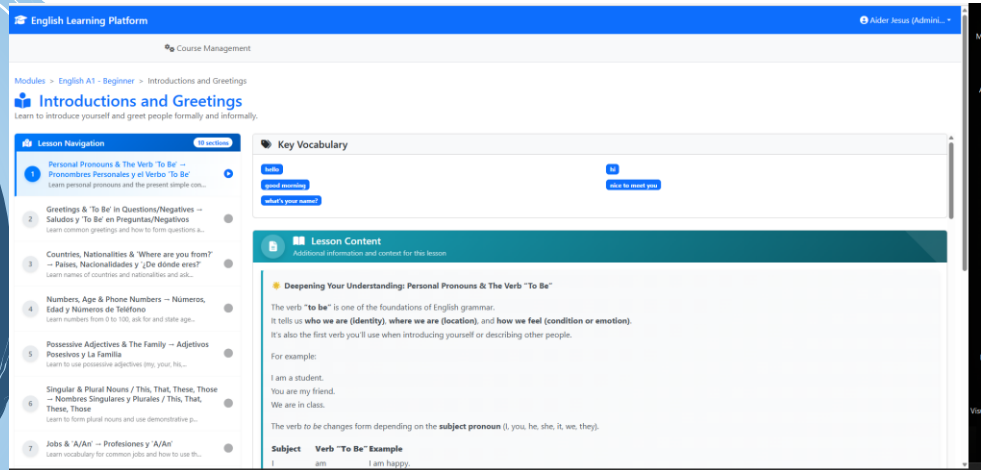 English Learning Platform
Aider Jesus (Admini...
Course Management
Modules > English A1 - Beginner > Introductions and Greetings
Introductions and Greetings
Learn to introduce yourself and greet people formally and informally.
Lesson Navigation
10 sections
1
Personal Pronouns & The Verb 'To Be' →
Pronombres Personales y el Verbo 'To Be'
Learn personal pronouns and the present simple con...
2
Greetings & 'To Be' in Questions/Negatives →
Saludos y 'To Be' en Preguntas/Negativos
Learn common greetings and how to form questions a...
3
Countries, Nationalities & 'Where are you from?'
→ Países, Nacionalidades y '¿De dónde eres?'
Learn names of countries and nationalities and ask...
4
Numbers, Age & Phone Numbers → Números,
Edad y Números de Teléfono
Learn numbers from 0 to 100, ask for and state age...
5
Possessive Adjectives & The Family → Adjetivos
Posesivos y La Familia
Learn to use possessive adjectives (my, your, his,...
6
Singular & Plural Nouns / This, That, These, Those
→ Nombres Singulares y Plurales / This, That,
These, Those
Learn to form plural nouns and use demonstrative p...
7
Jobs & 'A/An' → Profesiones y 'A/An'
Learn vocabulary for common jobs and how to use th...
Key Vocabulary
hello
hi
good morning
nice to meet you
what's your name?
Lesson Content
Additional information and context for this lesson
Deepening Your Understanding: Personal Pronouns & The Verb "To Be"
The verb "to be" is one of the foundations of English grammar.
It tells us who we are (identity), where we are (location), and how we feel (condition or emotion).
It's also the first verb you'll use when introducing yourself or describing other people.
For example:
I am a student.
You are my friend.
We are in class.
The verb to be changes form depending on the subject pronoun (I, you, he, she, it, we, they).
Subject Verb "To Be" Example
I am I am happy.